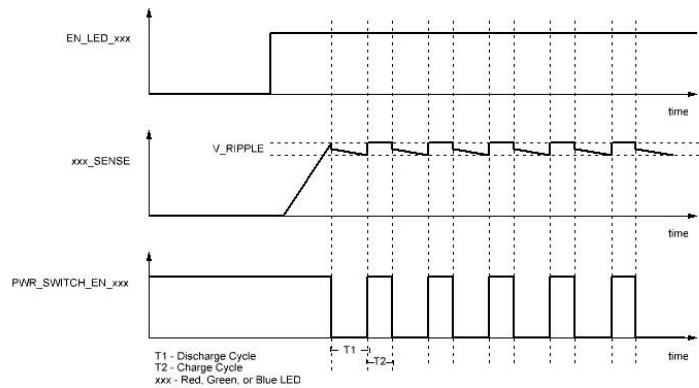 EN_LED_xxx
time
V_RIPPLE
xxx_SENSE
time
PWR_SWITCH_EN_xxx
time
T1
T2
T1 - Discharge Cycle
T2 - Charge Cycle
xxx - Red, Green, or Blue LED